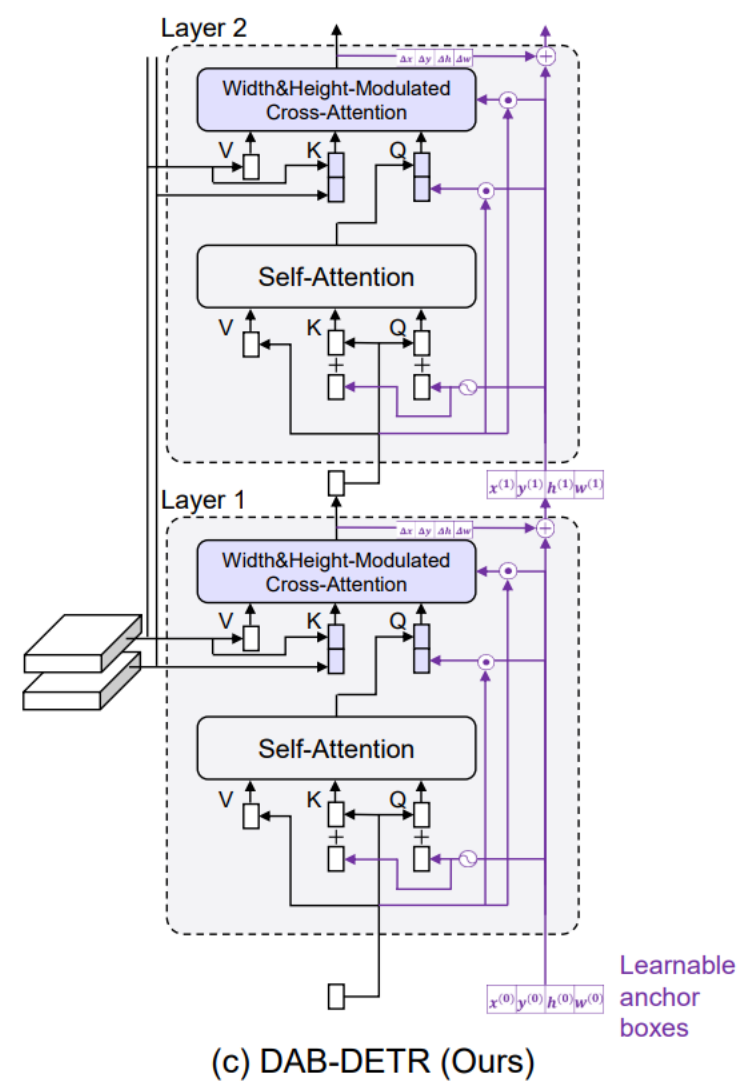 Layer 2
Δx Δy Δh Δw
+
Width&Height-Modulated
Cross-Attention
V K Q
Self-Attention
V K Q
+ +
x⁽¹⁾ y⁽¹⁾ h⁽¹⁾ w⁽¹⁾
Layer 1
Δx Δy Δh Δw
+
Width&Height-Modulated
Cross-Attention
V K Q
Self-Attention
V K Q
+ +
x⁽⁰⁾ y⁽⁰⁾ h⁽⁰⁾ w⁽⁰⁾
Learnable
anchor
boxes
(c) DAB-DETR (Ours)